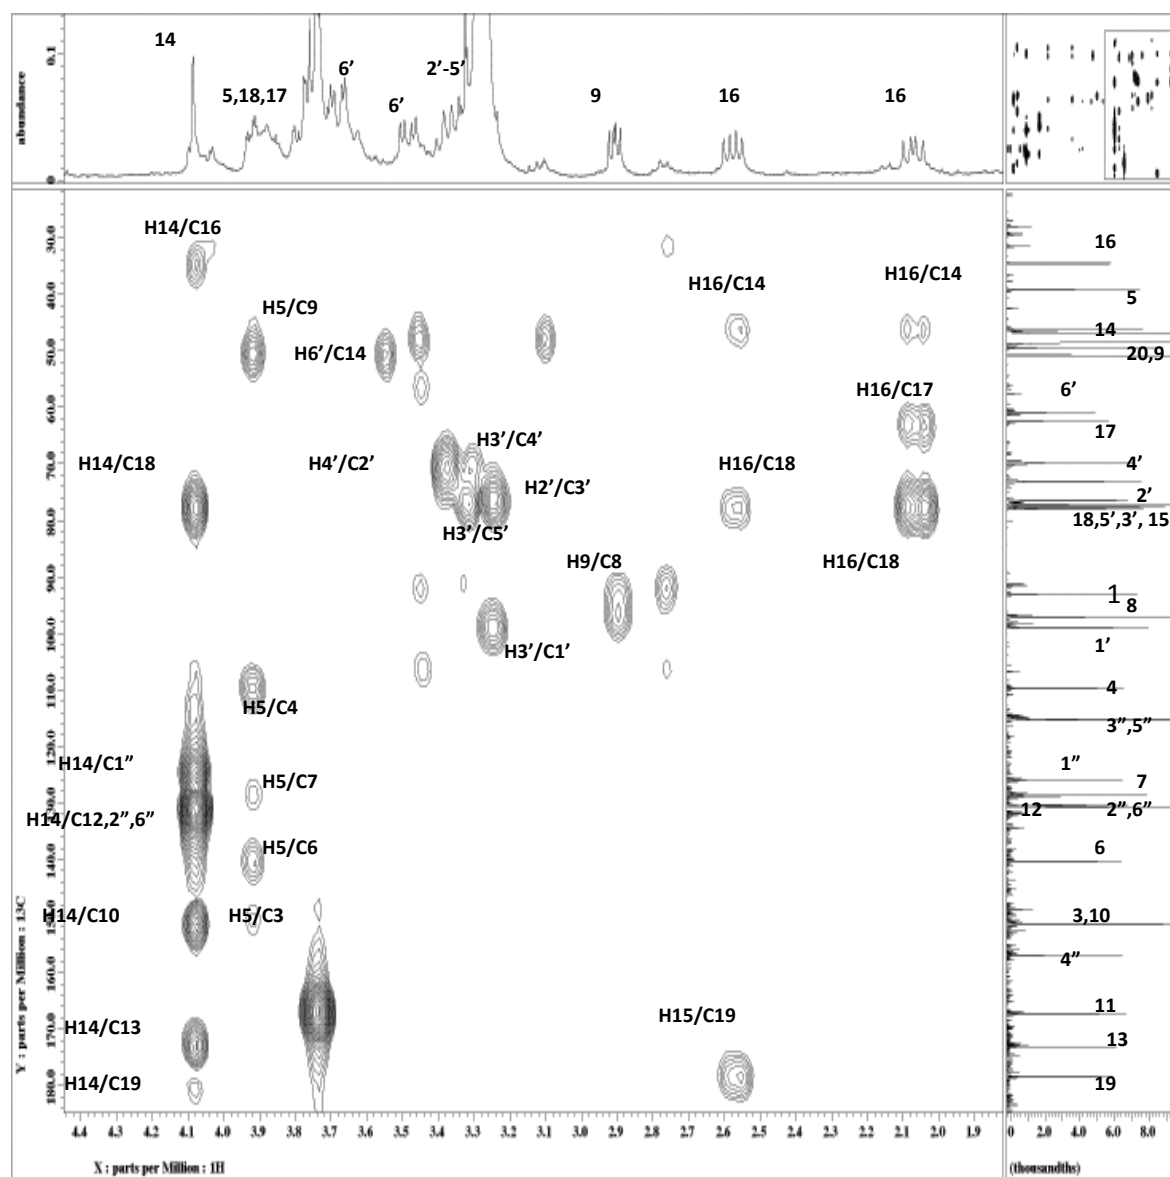 0.1
abundance
0
14
5,18,17
6’
6’
2’-5’
9
16
16
H14/C16
H5/C9
H6’/C14
H16/C14
H16/C14
H16/C17
H14/C18
H4’/C2’
H3’/C4’
H2’/C3’
H3’/C5’
H16/C18
H16/C18
H9/C8
H3’/C1’
H5/C4
H14/C1”
H5/C7
H14/C12,2”,6”
H5/C6
H14/C10
H5/C3
H15/C19
H14/C13
H14/C19
30.0
40.0
50.0
60.0
70.0
80.0
90.0
100.0
110.0
120.0
130.0
140.0
150.0
160.0
170.0
180.0
Y : parts per Million : 13C
16
5
14
20,9
6’
17
4’
2’
18,5’,3’, 15
1
8
1’
4
3”,5”
1”
7
12
2”,6”
6
3,10
4”
11
13
19
4.4 4.3 4.2 4.1 4.0 3.9 3.8 3.7 3.6 3.5 3.4 3.3 3.2 3.1 3.0 2.9 2.8 2.7 2.6 2.5 2.4 2.3 2.2 2.1 2.0 1.9
X : parts per Million : 1H
0 2.0 4.0 6.0 8.0
(thousandths)